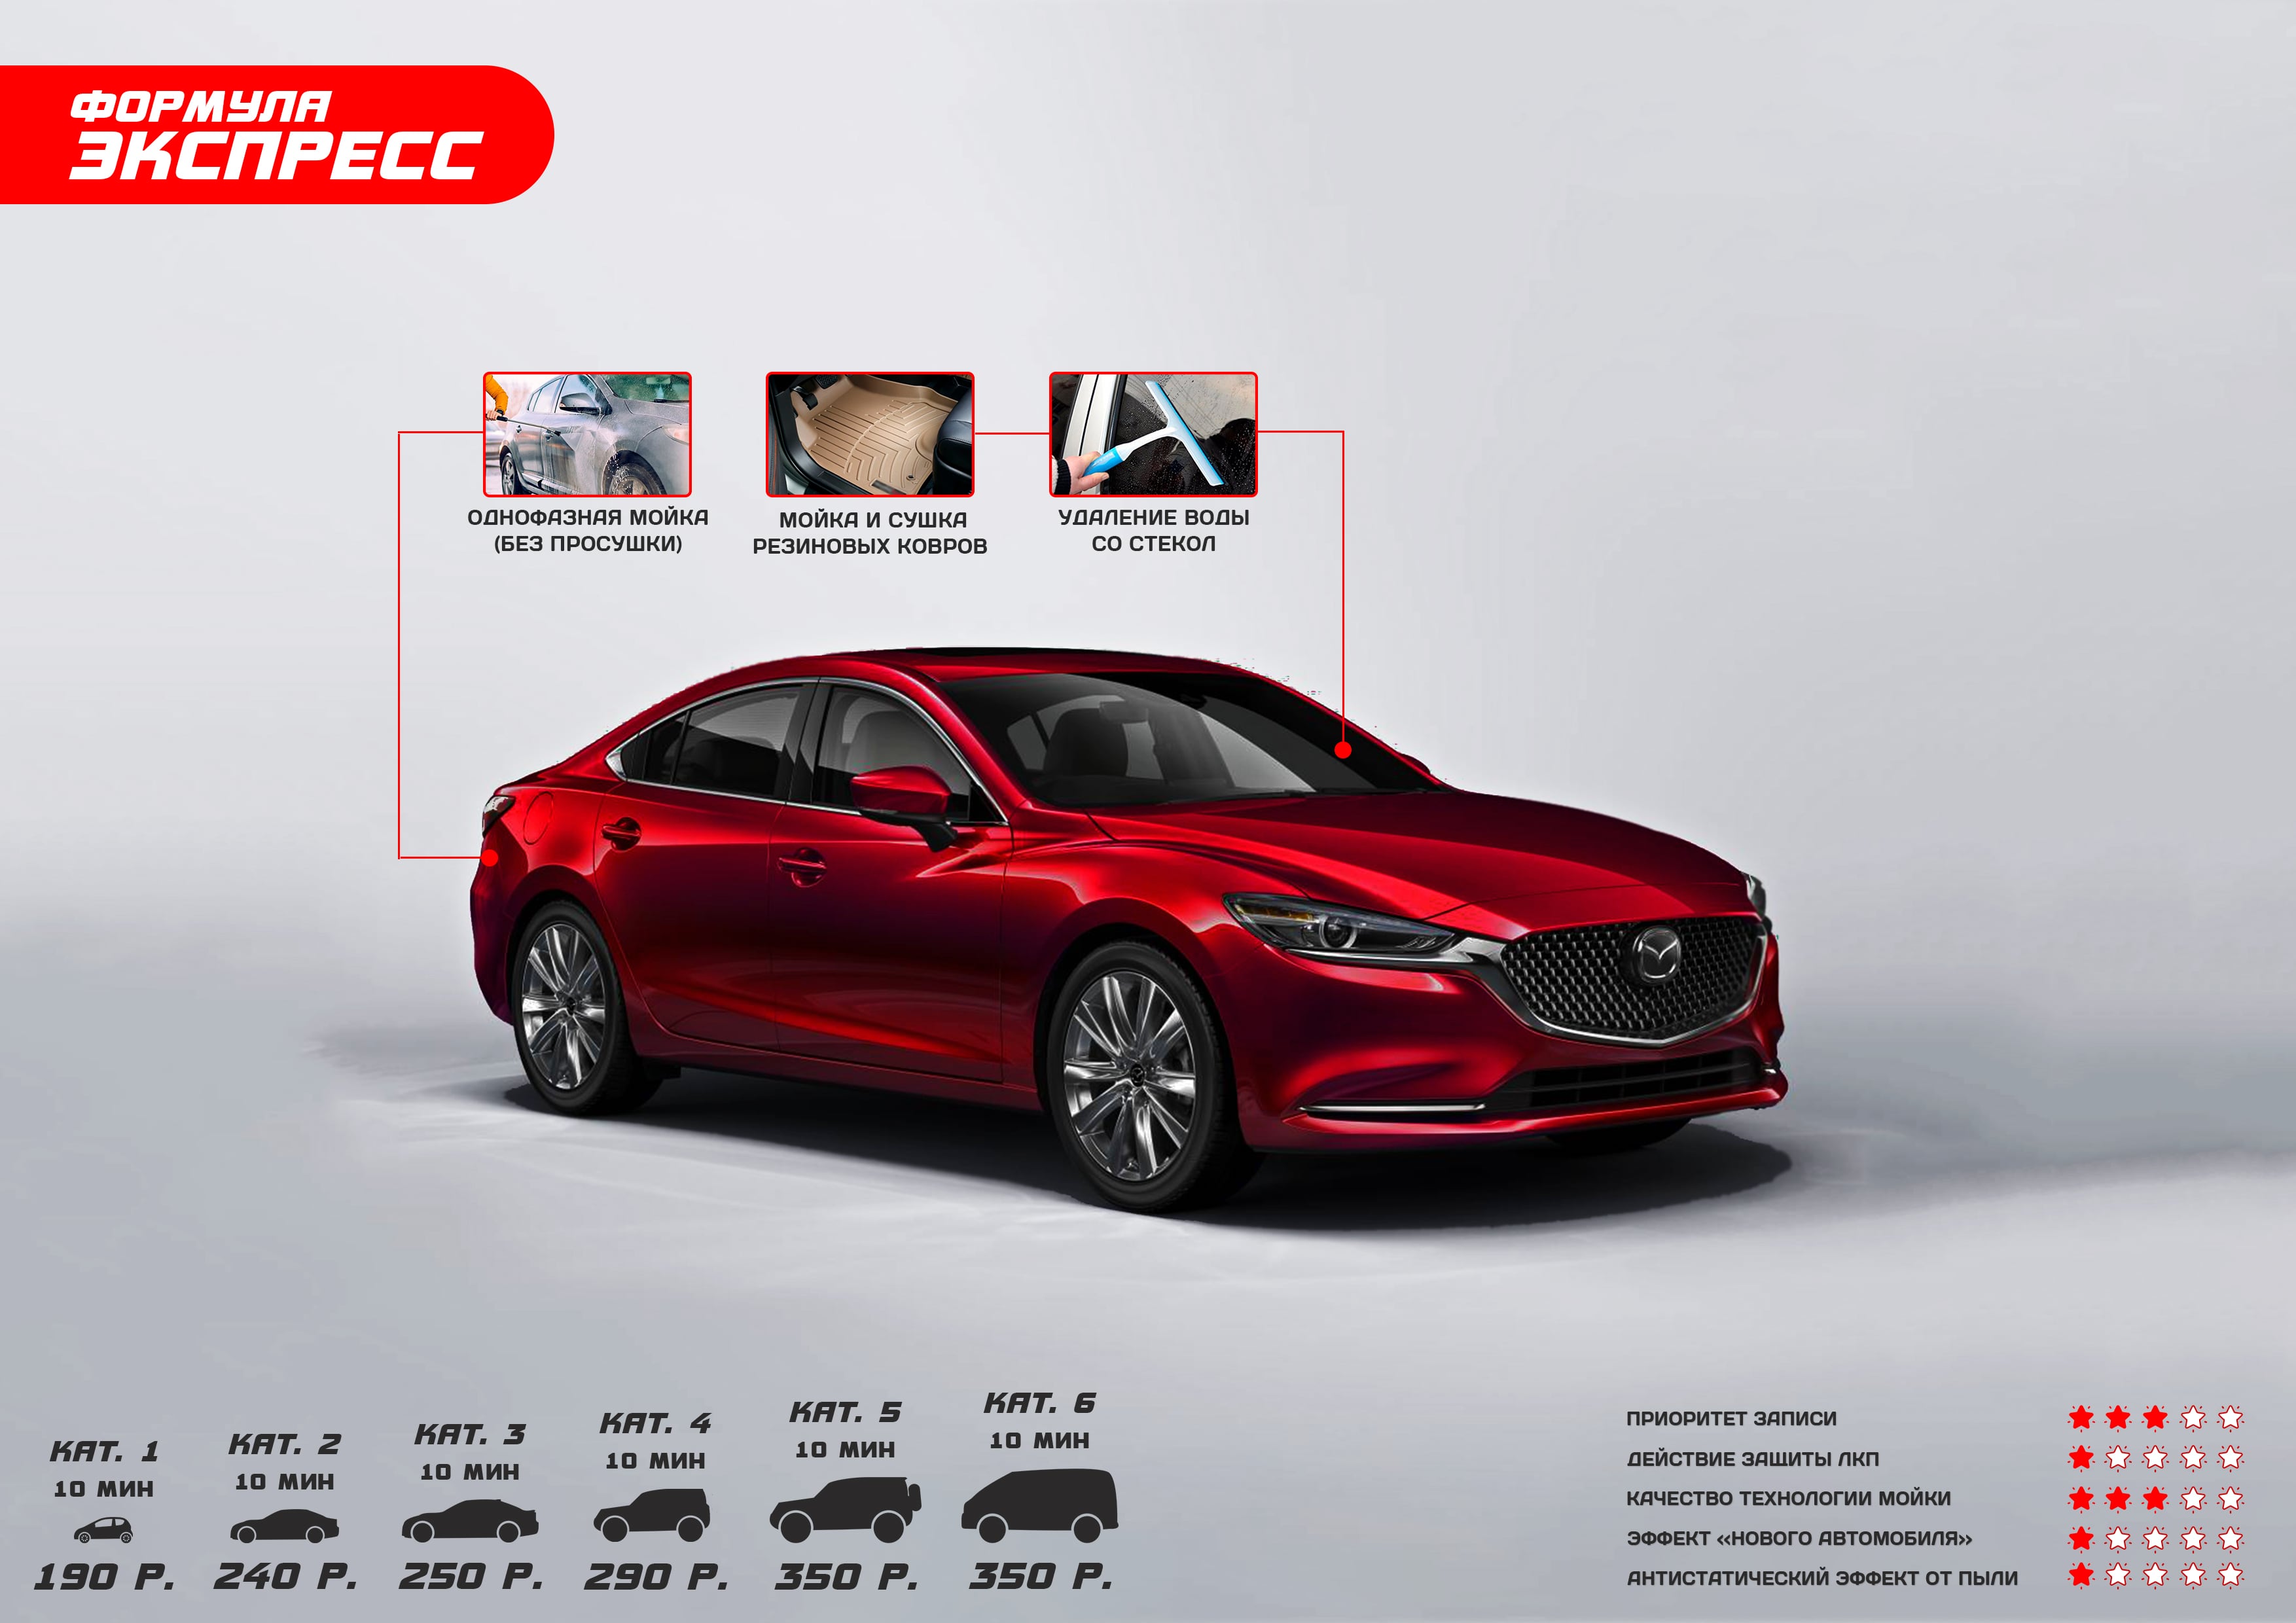 ФОРМУЛА
ЭКСПРЕСС
ОДНОФАЗНАЯ МОЙКА
(БЕЗ ПРОСУШКИ)
МОЙКА И СУШКА
РЕЗИНОВЫХ КОВРОВ
УДАЛЕНИЕ ВОДЫ
СО СТЕКОЛ
КАТ. 1
10 МИН
190 Р.
КАТ. 2
10 МИН
240 Р.
КАТ. 3
10 МИН
250 Р.
КАТ. 4
10 МИН
290 Р.
КАТ. 5
10 МИН
350 Р.
КАТ. 6
10 МИН
350 Р.
ПРИОРИТЕТ ЗАПИСИ
ДЕЙСТВИЕ ЗАЩИТЫ ЛКП
КАЧЕСТВО ТЕХНОЛОГИИ МОЙКИ
ЭФФЕКТ «НОВОГО АВТОМОБИЛЯ»
АНТИСТАТИЧЕСКИЙ ЭФФЕКТ ОТ ПЫЛИ